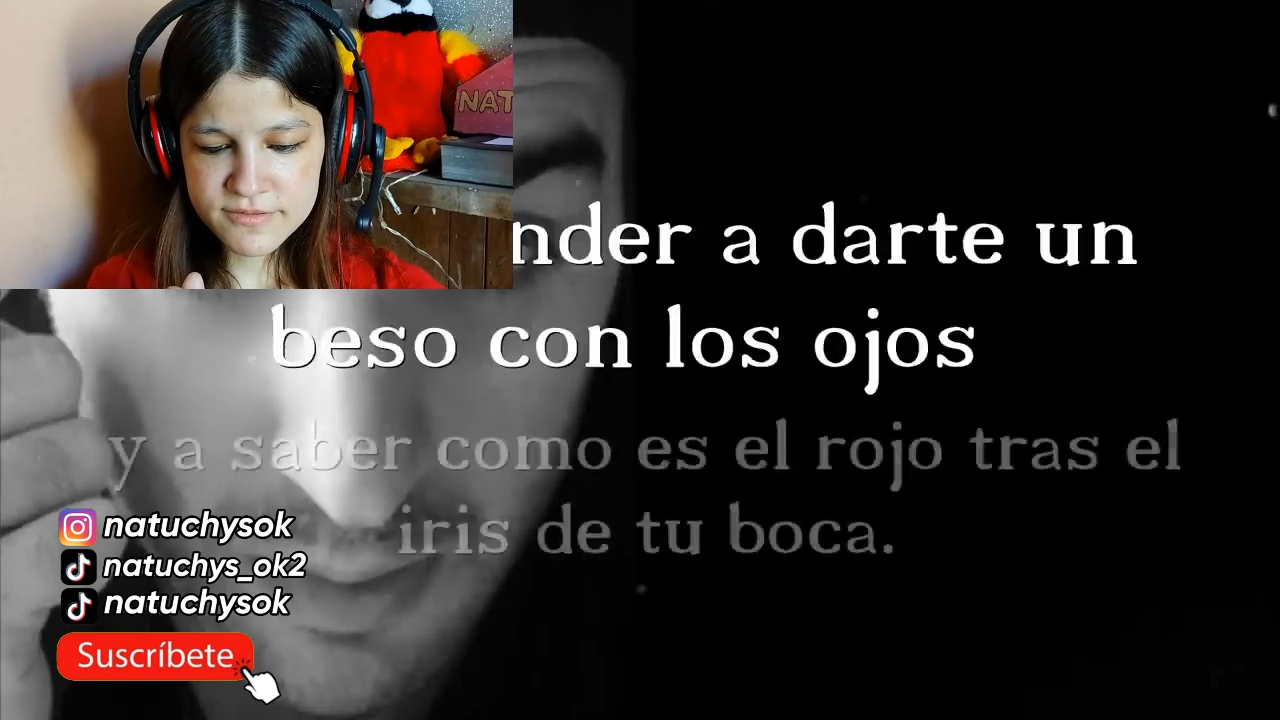 NAT
nder a darte un
beso con los ojos
y a saber como es el rojo tras el
iris de tu boca.
natuchysok
natuchys_ok2
natuchysok
Suscríbete